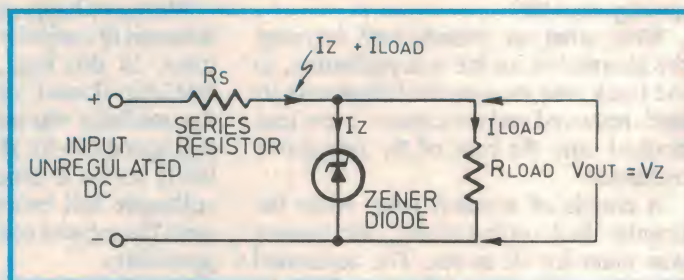 IZ + ILOAD
RS
+
SERIES
RESISTOR
IZ
ILOAD
INPUT
UNREGULATED
DC
ZENER
DIODE
RLOAD
VOUT = VZ
-